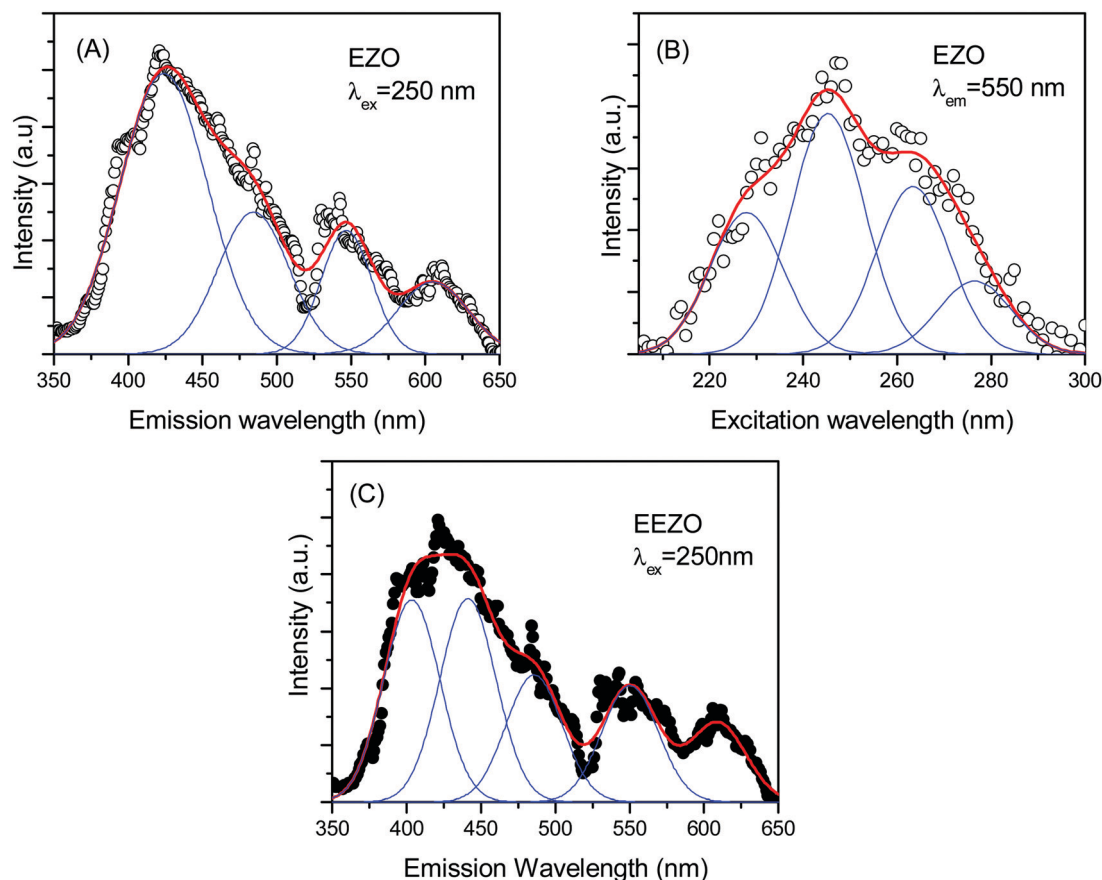 (A)
EZO
λex=250 nm
Intensity (a.u)
350 400 450 500 550 600 650
Emission wavelength (nm)
(B)
EZO
λem=550 nm
Intensity (a.u.)
220 240 260 280 300
Excitation wavelength (nm)
(C)
EEZO
λex=250nm
Intensity (a.u.)
350 400 450 500 550 600 650
Emission Wavelength (nm)